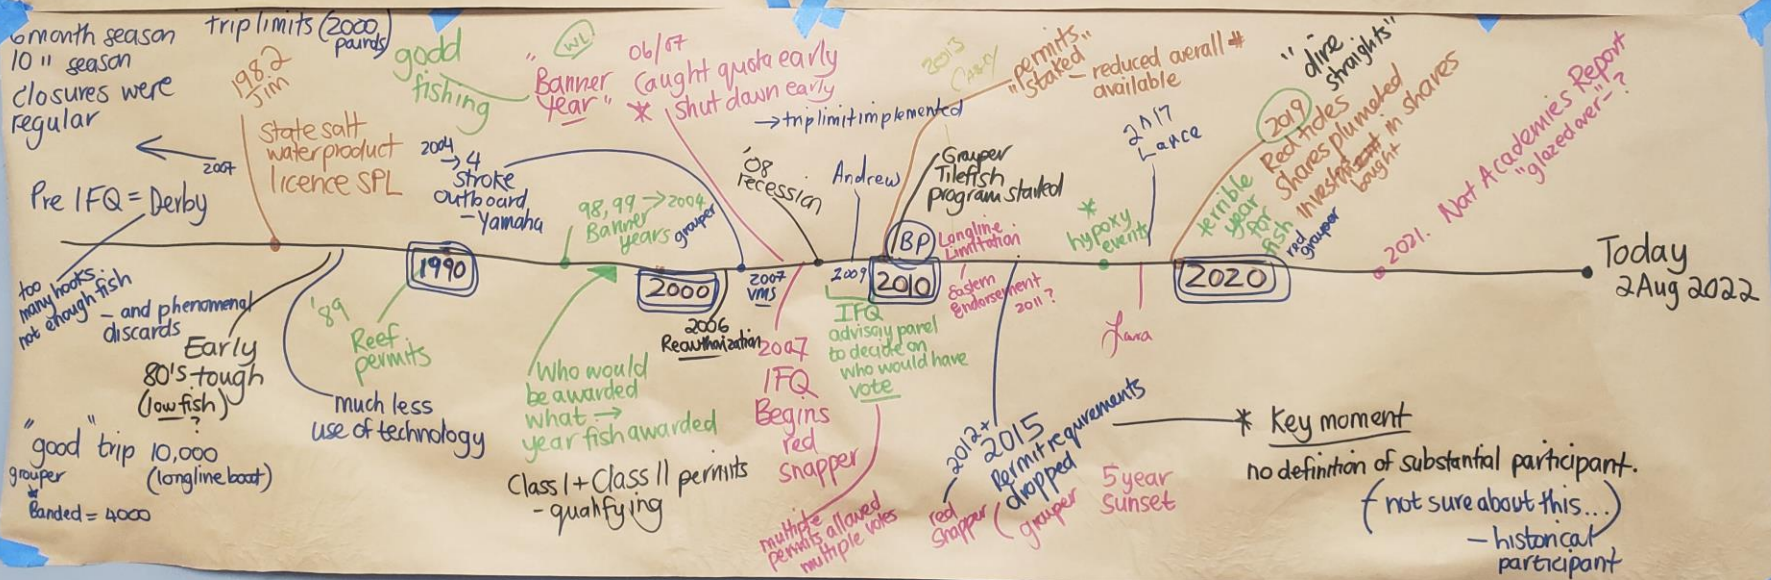 6 month season
10 " season
closures were
regular
2007
Pre IFQ = Derby
too
many hooks
not enough fish
- and phenomenal
discards
trip limits (2000
pounds)
1982
Jim
State salt
water product
licence SPL
Early
80's tough
(low fish)
?
"good" trip 10,000
grouper
(longline boat)
Banded = 4000
much less
use of technology
'89
Reef
permits
1990
godd
fishing
2004
→ 4
stroke
outboard
- Yamaha
WL
"Banner
year"
98, 99 → 2004
Banner
years
grouper
Who would
be awarded
what →
year fish awarded
Class I + Class II permits
- qualifying
2000
2006
Reauthorization
06/07
Caught quota early
* shut down early
→ trip limit implemented
2007
VMS
2007
IFQ
Begins
red
snapper
'08
recession
Andrew
2009
IFQ
advisory panel
to decide on
who would have
vote
multiple
permits allowed
multiple votes
2010
BP
Grouper
Tilefish
program started
2013
"permits"
"staked"
- reduced overall #
available
Longline
Limitation
Eastern
Endorsement
2011?
2012+
2015
Permit requirements
dropped
red
snapper
(grouper
5 year
Sunset
*
hypoxy
events
2017
Lance
Lara
2020
2019
"dire
straights"
Red tides
Shares plumeted
investment in shares
bought
terrible
year
for
fish
red
grouper
2021. Nat Academies Report
"glazed over - ?
Today
2 Aug 2022
* Key moment
no definition of substantial participant.
(not sure about this...)
- historical
participant